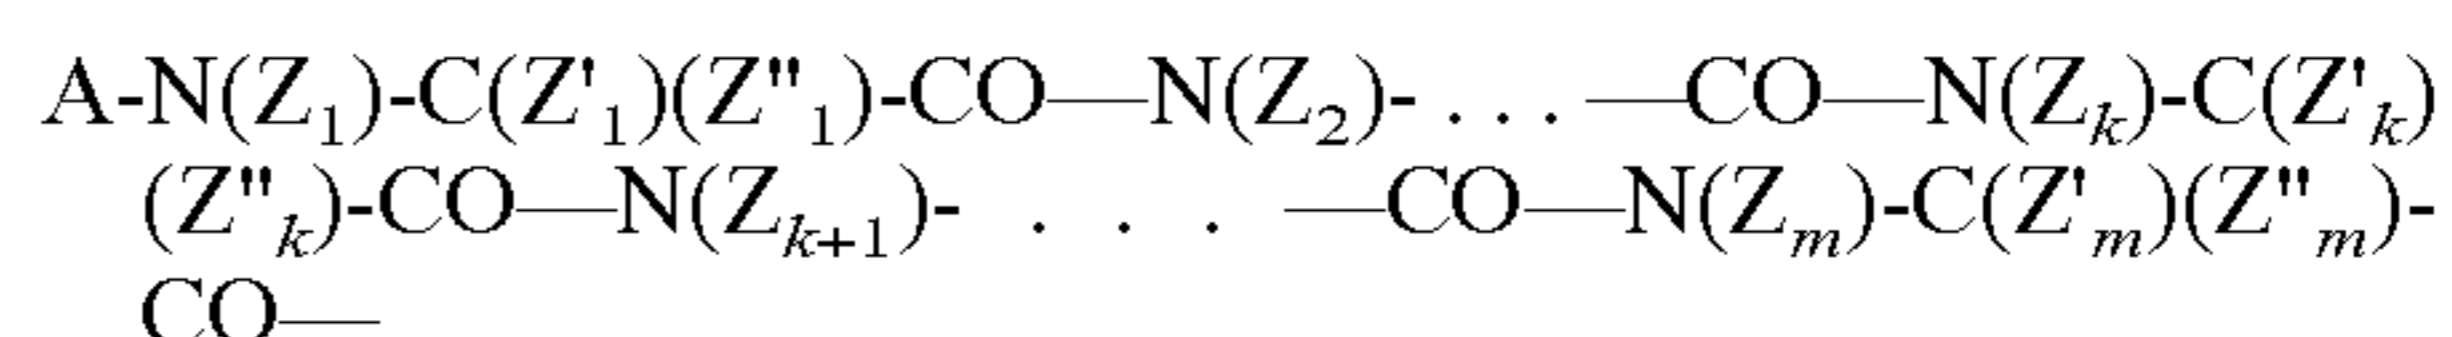 A-N(Z₁)-C(Z'₁)(Z"₁)-CO—N(Z₂)-...—CO—N(Zₖ)-C(Z'ₖ)
(Z"ₖ)-CO—N(Zₖ₊₁)- . . . —CO—N(Zₘ)-C(Z'ₘ)(Z"ₘ)-
CO—